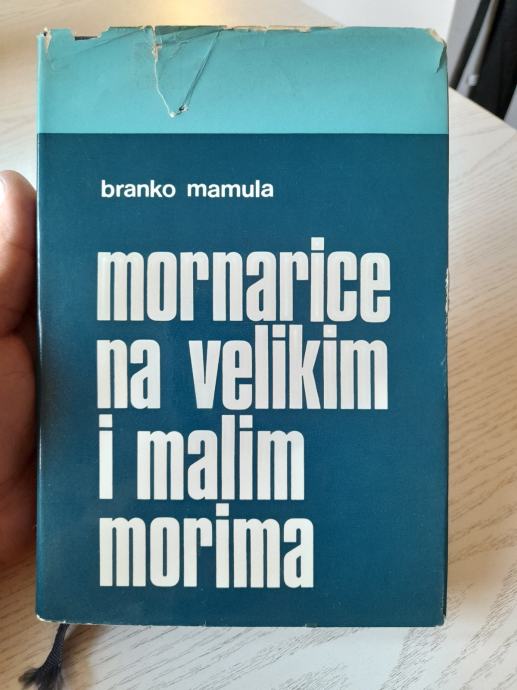 branko mamula
mornarice
na velikim
i malim
morima